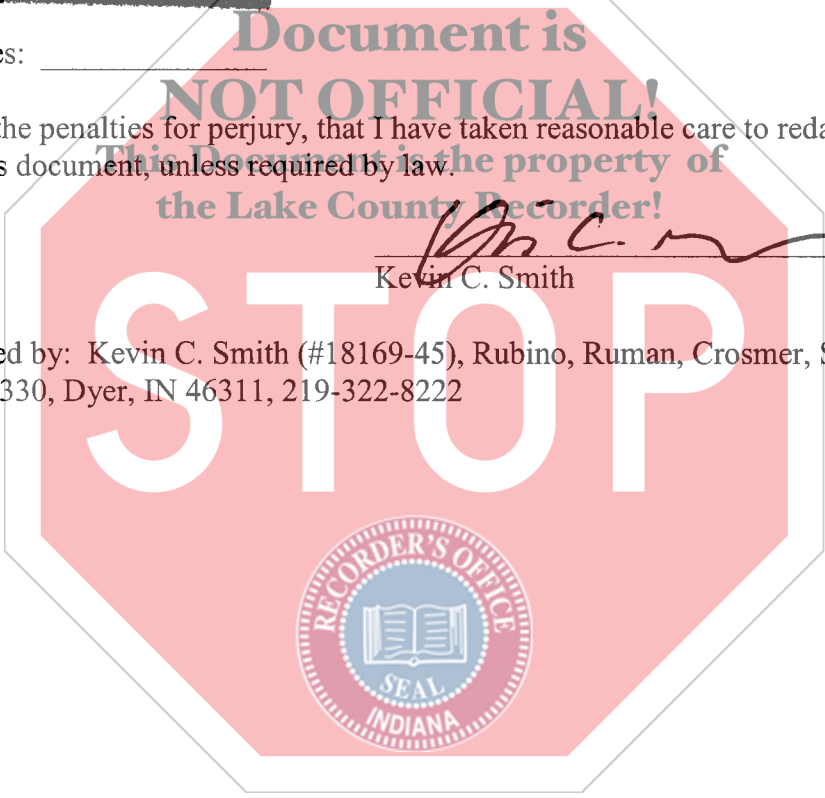 Document is
es:
NOT OFFICIAL!
the penalties for perjury, that I have taken reasonable care to reda
This Document is the property of
s document, unless required by law.
the Lake County Recorder!
Kevin C. Smith
STOP
ed by: Kevin C. Smith (#18169-45), Rubino, Ruman, Crosmer, S
330, Dyer, IN 46311, 219-322-8222
RECORDER'S OFFICE
SEAL
INDIANA